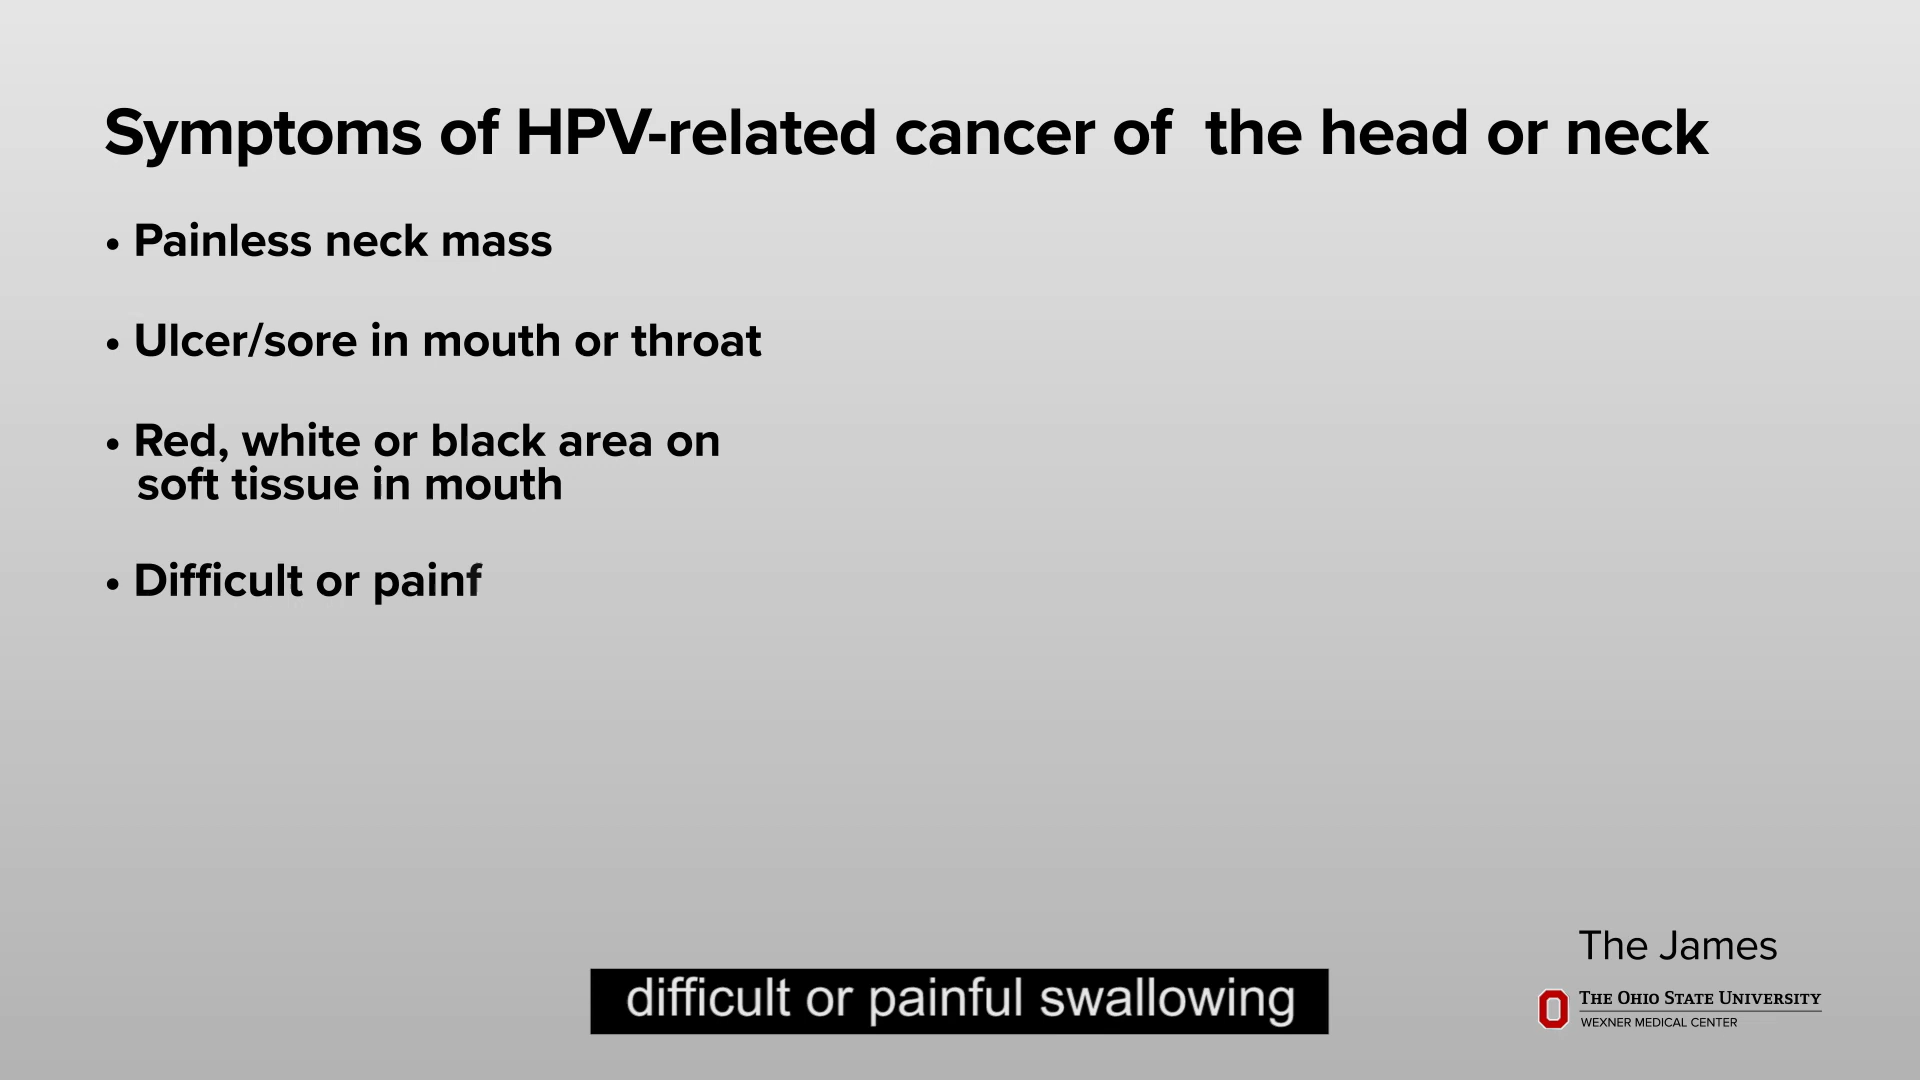 Symptoms of HPV-related cancer of  the head or neck
• Painless neck mass
• Ulcer/sore in mouth or throat
• Red, white or black area on
soft tissue in mouth
• Difficult or painf
difficult or painful swallowing
The James
The Ohio State University
WEXNER MEDICAL CENTER